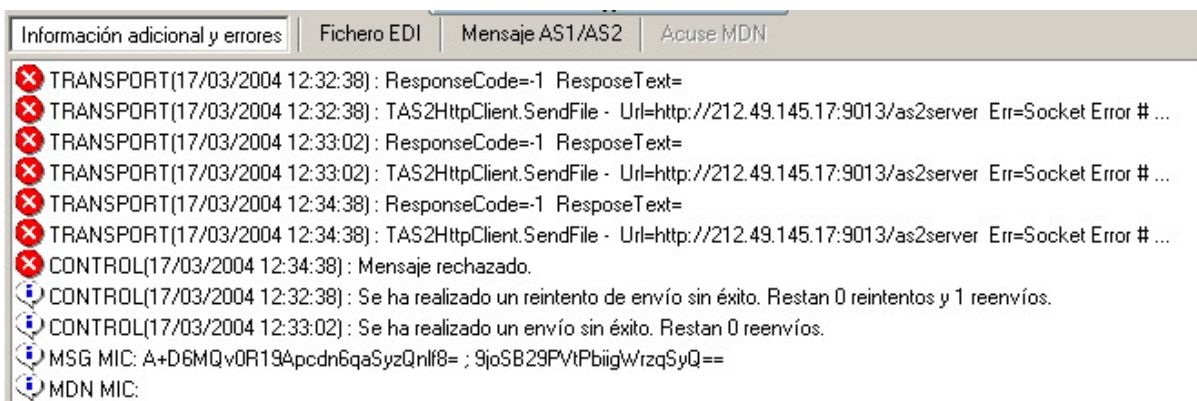 Información adicional y errores Fichero EDI Mensaje AS1/AS2 Acuse MDN
TRANSPORT(17/03/2004 12:32:38) : ResponseCode=-1 ResposeText=
TRANSPORT(17/03/2004 12:32:38) : TAS2HttpClient.SendFile - Url=http://212.49.145.17:9013/as2server Err=Socket Error # ...
TRANSPORT(17/03/2004 12:33:02) : ResponseCode=-1 ResposeText=
TRANSPORT(17/03/2004 12:33:02) : TAS2HttpClient.SendFile - Url=http://212.49.145.17:9013/as2server Err=Socket Error # ...
TRANSPORT(17/03/2004 12:34:38) : ResponseCode=-1 ResposeText=
TRANSPORT(17/03/2004 12:34:38) : TAS2HttpClient.SendFile - Url=http://212.49.145.17:9013/as2server Err=Socket Error # ...
CONTROL(17/03/2004 12:34:38) : Mensaje rechazado.
CONTROL(17/03/2004 12:32:38) : Se ha realizado un reintento de envío sin éxito. Restan 0 reintentos y 1 reenvíos.
CONTROL(17/03/2004 12:33:02) : Se ha realizado un envío sin éxito. Restan 0 reenvíos.
MSG MIC: A+D6MQv0R19Apcdn6qaSyzQnlf8= ; 9joSB29PVtPbiigWrzqSyQ==
MDN MIC: